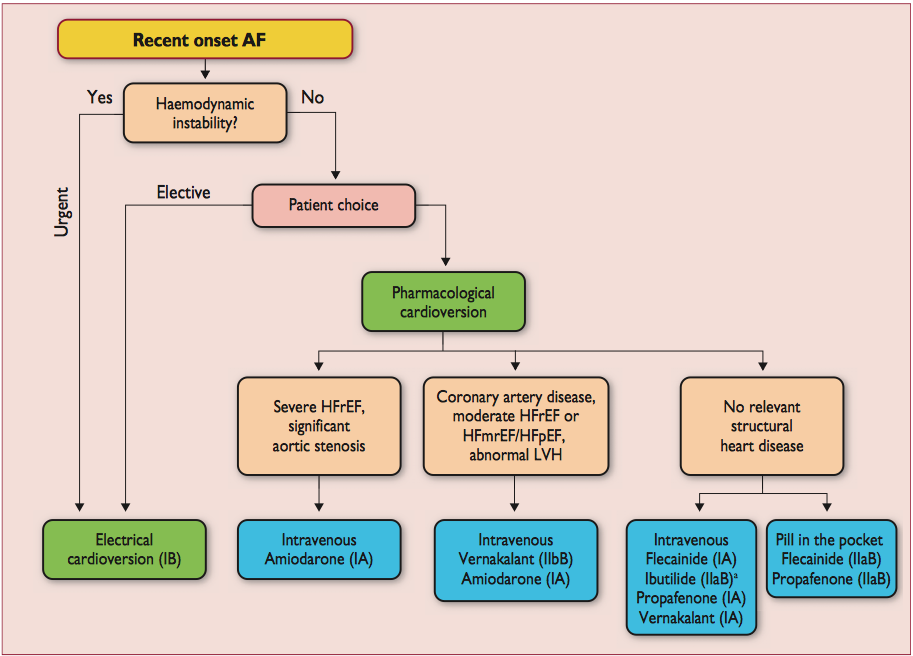 Recent onset AF
Yes
Haemodynamic
instability?
No
Urgent
Elective
Patient choice
Pharmacological
cardioversion
Severe HFrEF,
significant
aortic stenosis
Coronary artery disease,
moderate HFrEF or
HFmrEF/HFpEF,
abnormal LVH
No relevant
structural
heart disease
Electrical
cardioversion (IB)
Intravenous
Amiodarone (IA)
Intravenous
Vernakalant (IIbB)
Amiodarone (IA)
Intravenous
Flecainide (IA)
Ibutilide (IIaB)ᵃ
Propafenone (IA)
Vernakalant (IA)
Pill in the pocket
Flecainide (IIaB)
Propafenone (IIaB)